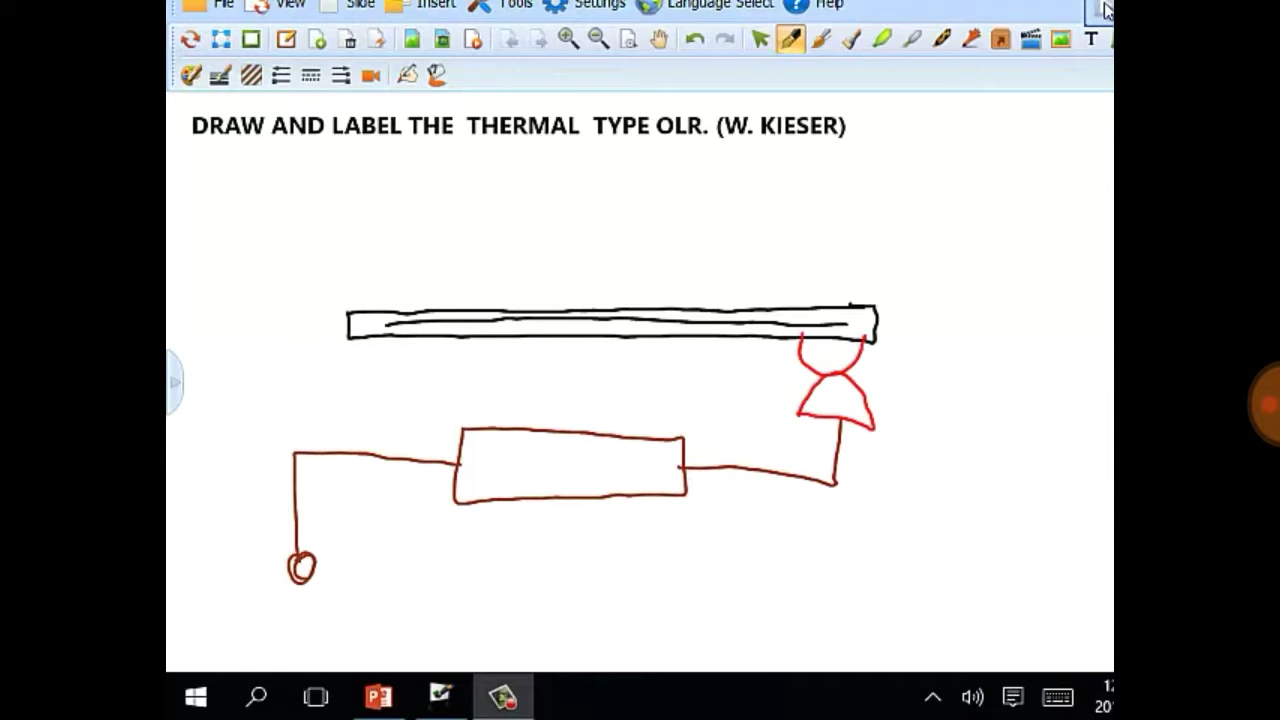 File View Slide Insert Tools Settings Language Select ? Help
T
DRAW AND LABEL THE THERMAL TYPE OLR. (W. KIESER)